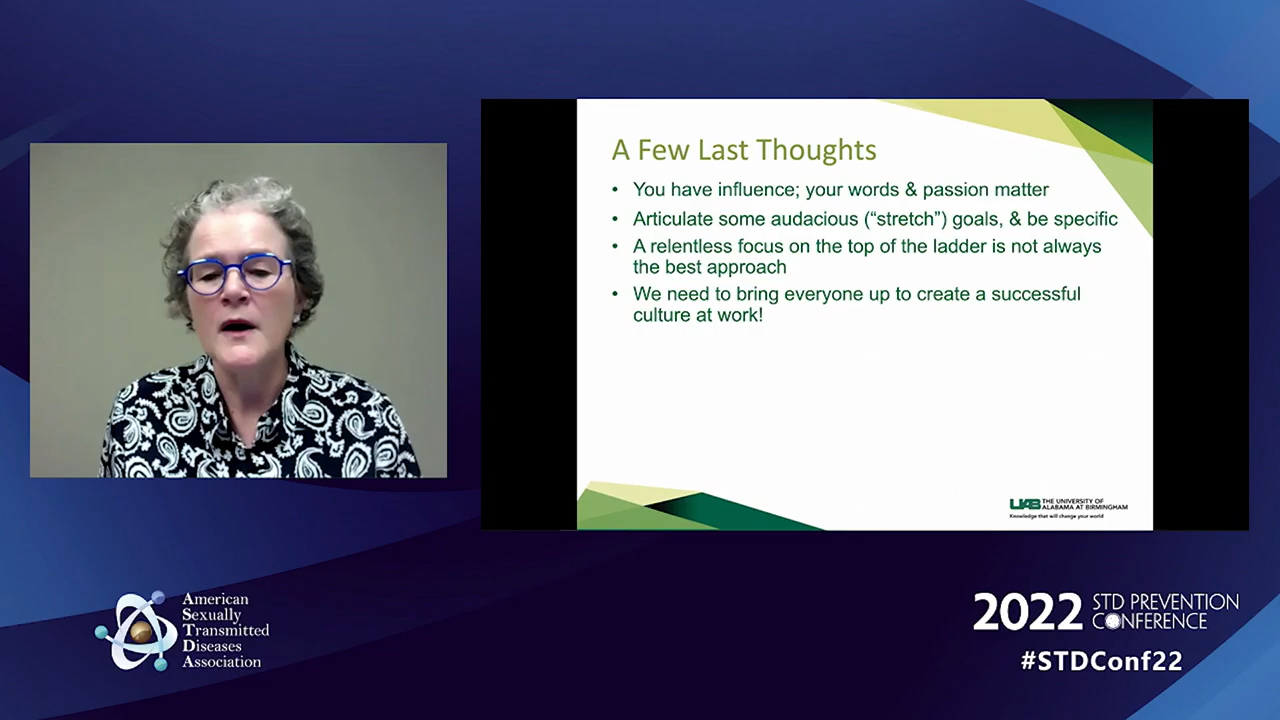 A Few Last Thoughts
• You have influence; your words & passion matter
• Articulate some audacious (“stretch”) goals, & be specific
• A relentless focus on the top of the ladder is not always
the best approach
• We need to bring everyone up to create a successful
culture at work!
UAB THE UNIVERSITY OF
ALABAMA AT BIRMINGHAM
Knowledge that will change your world
American
Sexually
Transmitted
Diseases
Association
2022 STD PREVENTION
CONFERENCE
#STDConf22